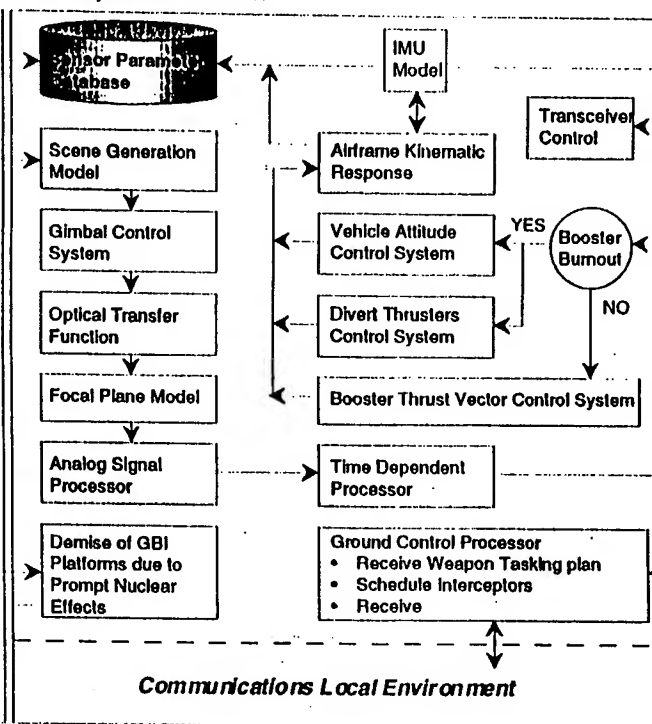 Sensor Paramete
Database
IMU
Model
Transceiver
Control
Scene Generation
Model
Airframe Kinematic
Response
Gimbal Control
System
Vehicle Attitude
Control System
YES
Booster
Burnout
NO
Optical Transfer
Function
Divert Thrusters
Control System
Focal Plane Model
Booster Thrust Vector Control System
Analog Signal
Processor
Time Dependent
Processor
Demise of GBI
Platforms due to
Prompt Nuclear
Effects
Ground Control Processor
• Receive Weapon Tasking plan
• Schedule Interceptors
• Receive
Communications Local Environment